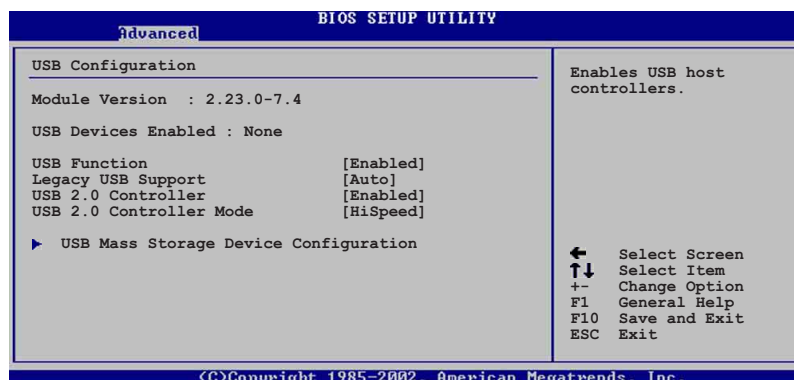 BIOS SETUP UTILITY
Advanced
USB Configuration
Module Version : 2.23.0-7.4
USB Devices Enabled : None
USB Function [Enabled]
Legacy USB Support [Auto]
USB 2.0 Controller [Enabled]
USB 2.0 Controller Mode [HiSpeed]
USB Mass Storage Device Configuration
Enables USB host
controllers.
Select Screen
Select Item
+- Change Option
F1 General Help
F10 Save and Exit
ESC Exit
(C)Copyright 1985-2002, American Megatrends, Inc.